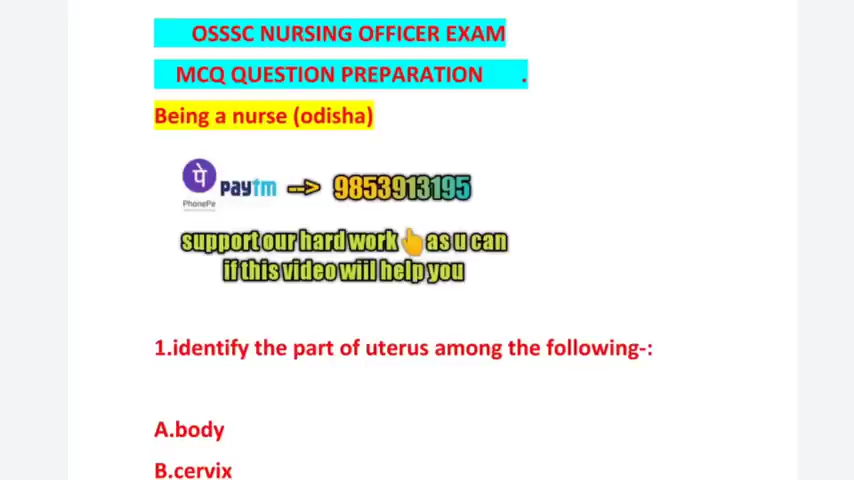 OSSSC NURSING OFFICER EXAM
MCQ QUESTION PREPARATION .
Being a nurse (odisha)
पे
PhonePe
paytm --> 9853913195
support our hard work 👆 as u can
if this video wiil help you
1.identify the part of uterus among the following-:
A.body
B.cervix